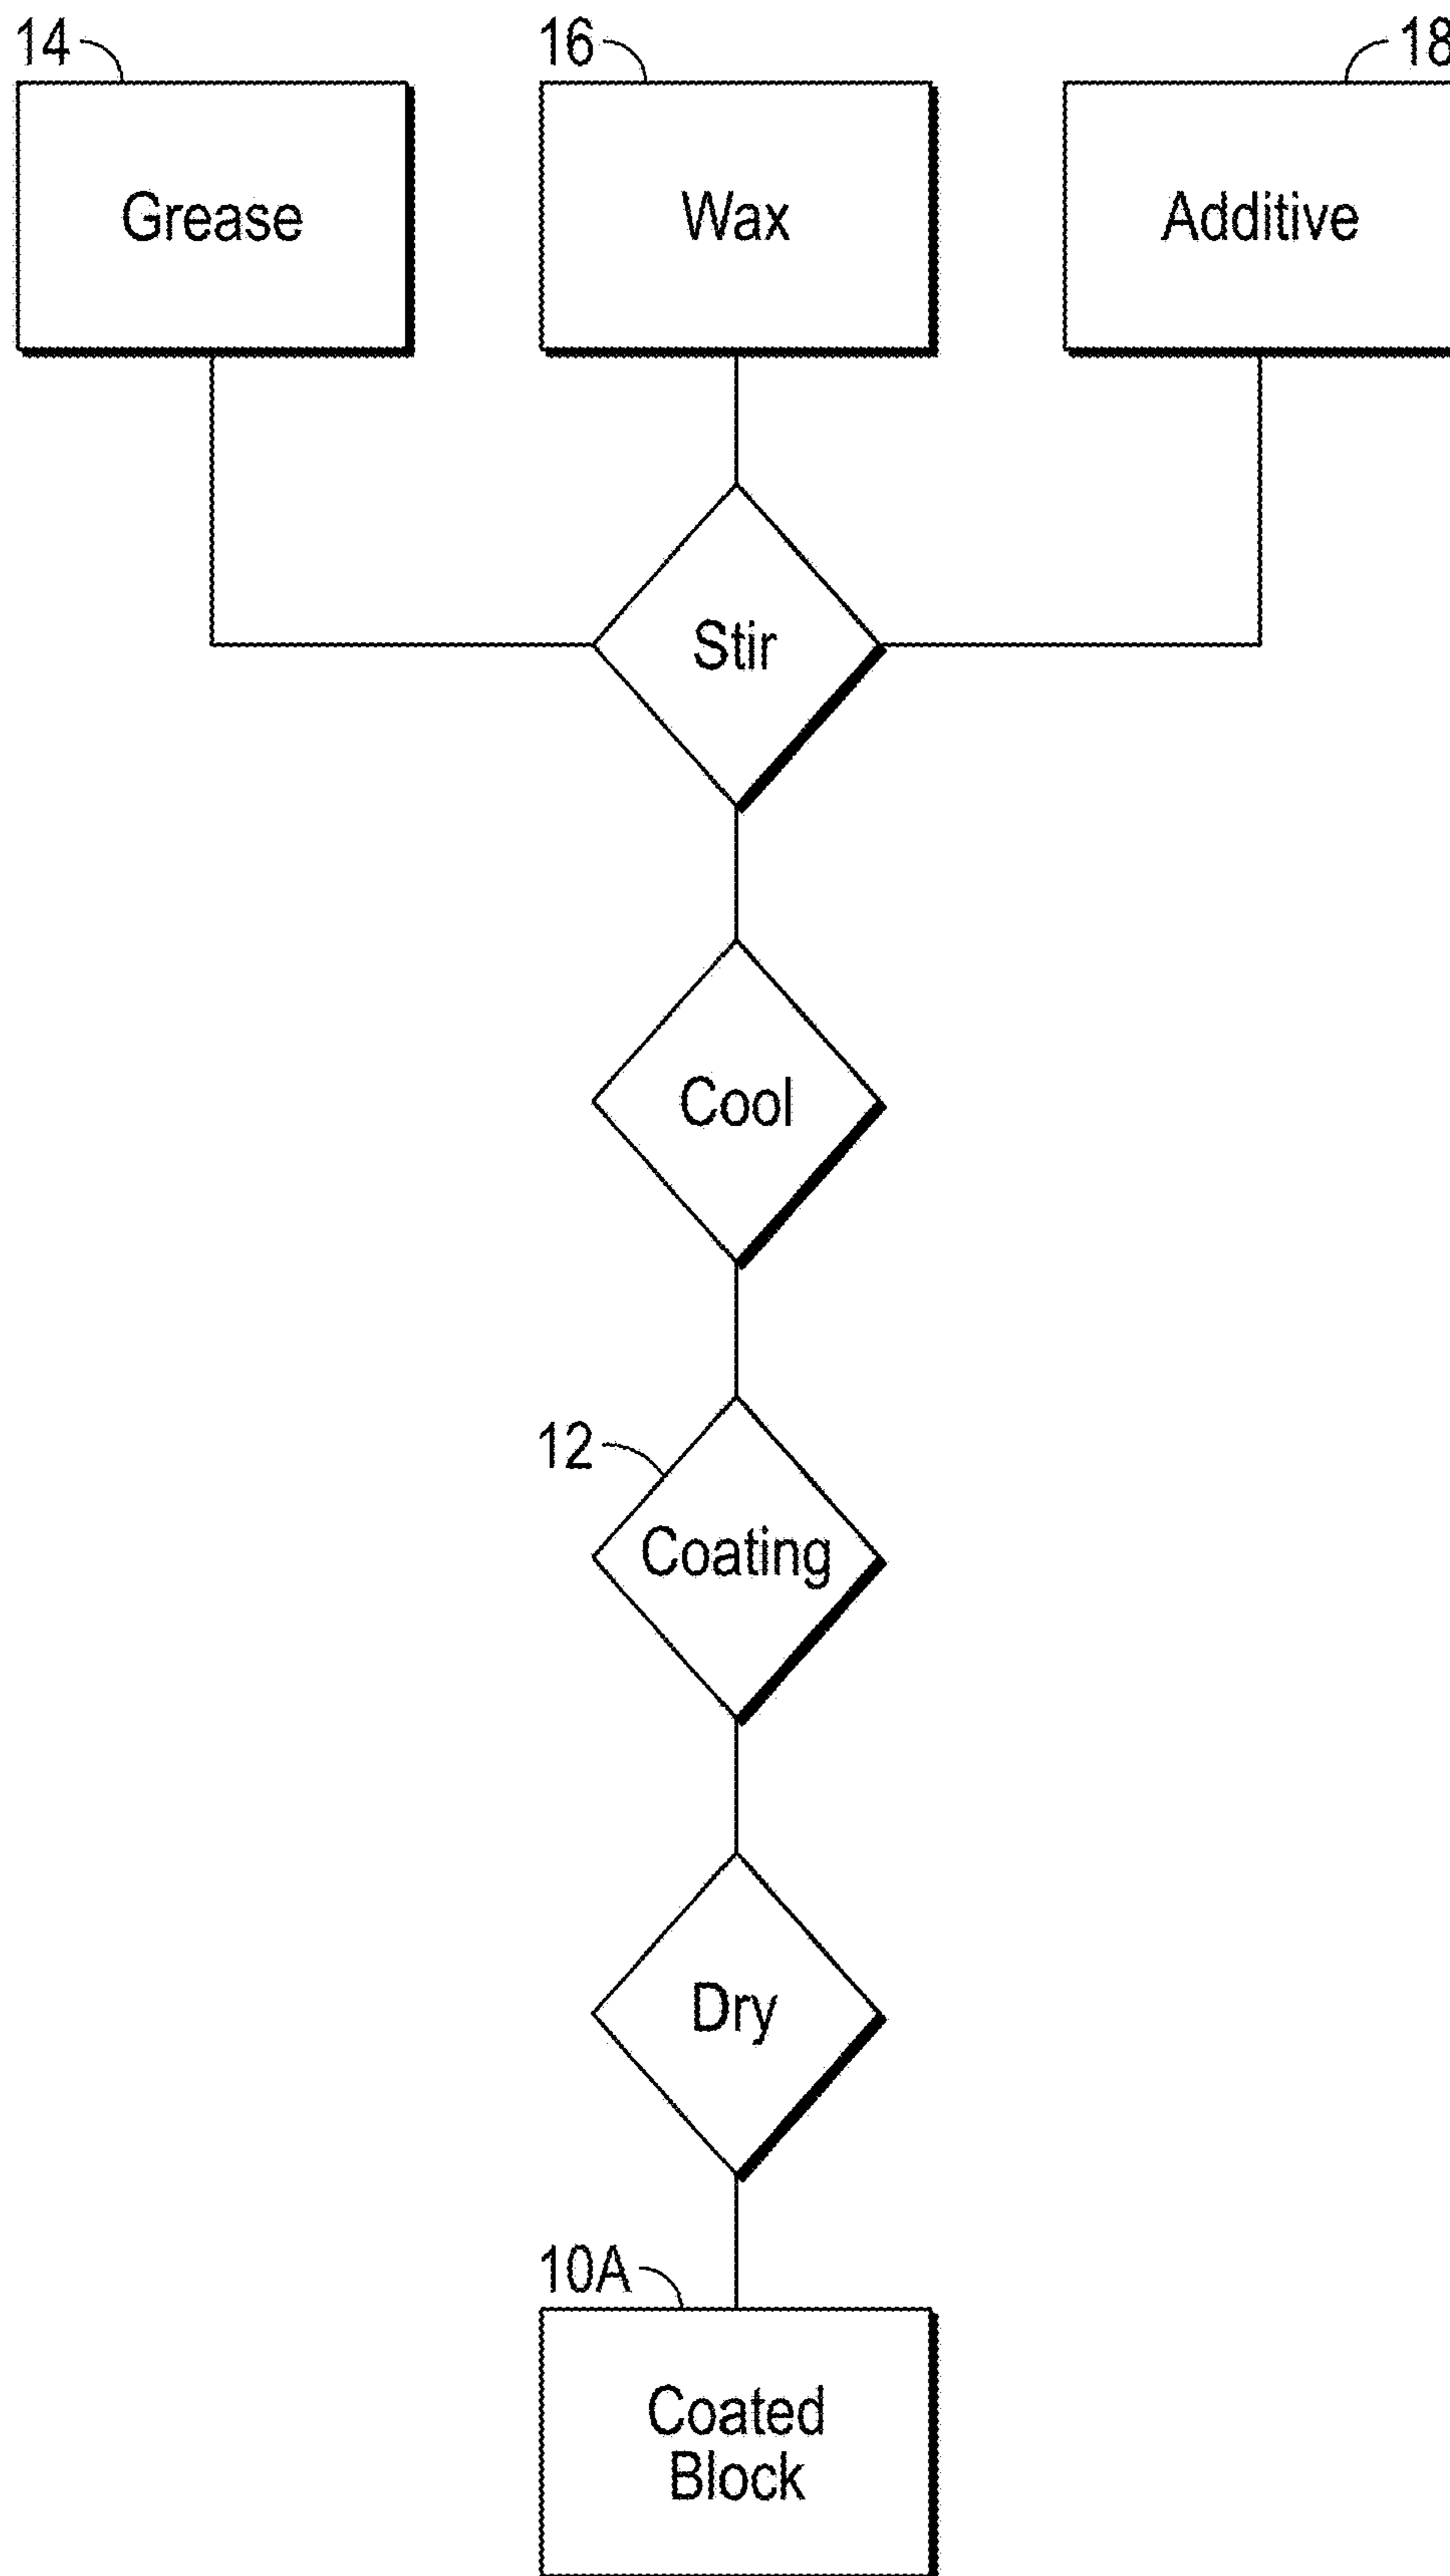 14
16
18
Grease
Wax
Additive
Stir
Cool
12
Coating
Dry
10A
Coated
Block